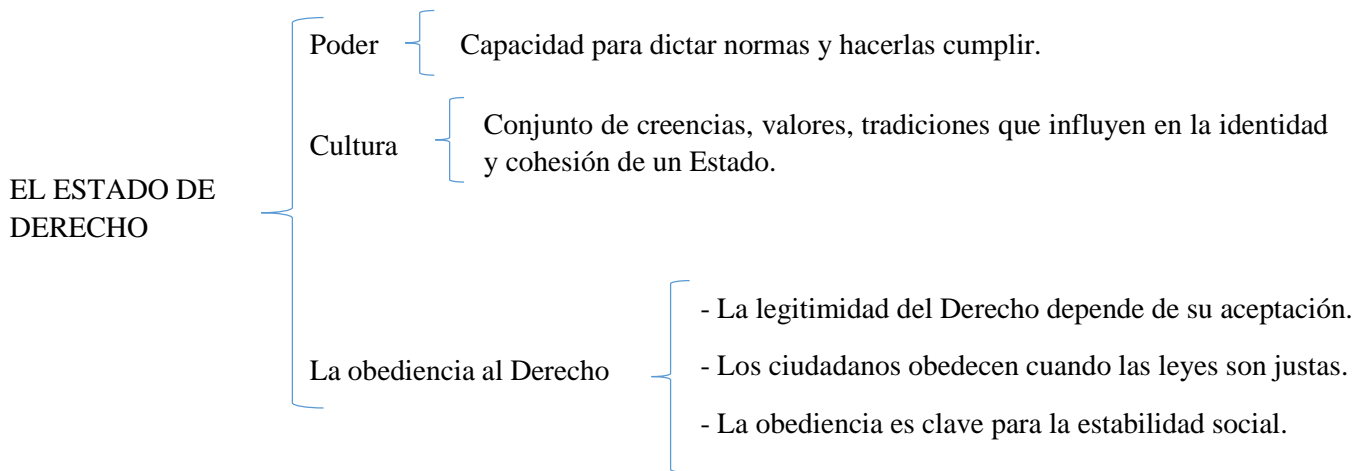 EL ESTADO DE
DERECHO
Poder
Capacidad para dictar normas y hacerlas cumplir.
Cultura
Conjunto de creencias, valores, tradiciones que influyen en la identidad
y cohesión de un Estado.
La obediencia al Derecho
- La legitimidad del Derecho depende de su aceptación.
- Los ciudadanos obedecen cuando las leyes son justas.
- La obediencia es clave para la estabilidad social.